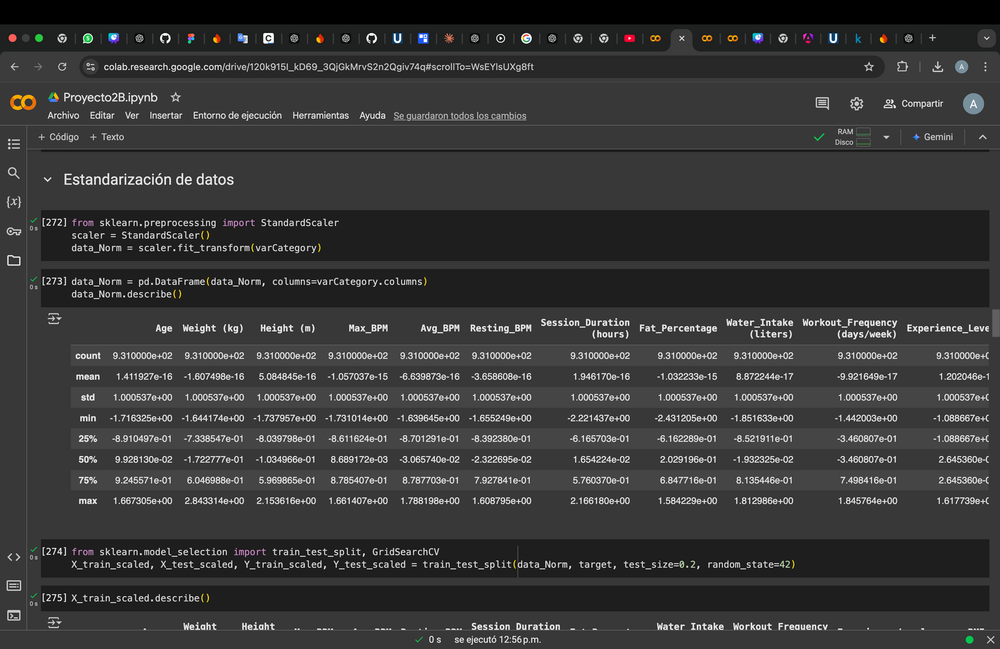 colab.research.google.com/drive/120k915I_kD69_3QjGkMrvS2n2Qgiv74q#scrollTo=WsEYlsUXg8ft
A
Proyecto2B.ipynb
Archivo Editar Ver Insertar Entorno de ejecución Herramientas Ayuda Se guardaron todos los cambios
Compartir
A
+ Código + Texto
RAM
Disco
Gemini
Estandarización de datos
0 s
[272] from sklearn.preprocessing import StandardScaler
scaler = StandardScaler()
data_Norm = scaler.fit_transform(varCategory)
0 s
[273] data_Norm = pd.DataFrame(data_Norm, columns=varCategory.columns)
data_Norm.describe()
Age Weight (kg) Height (m) Max_BPM Avg_BPM Resting_BPM Session_Duration (hours) Fat_Percentage Water_Intake (liters) Workout_Frequency (days/week) Experience_Leve
count 9.310000e+02 9.310000e+02 9.310000e+02 9.310000e+02 9.310000e+02 9.310000e+02 9.310000e+02 9.310000e+02 9.310000e+02 9.310000e+02 9.310000e+0
mean 1.411927e-16 -1.607498e-16 5.084845e-16 -1.057037e-15 -6.639873e-16 -3.658608e-16 1.946170e-16 -1.032233e-15 8.872244e-17 -9.921649e-17 1.202046e-1
std 1.000537e+00 1.000537e+00 1.000537e+00 1.000537e+00 1.000537e+00 1.000537e+00 1.000537e+00 1.000537e+00 1.000537e+00 1.000537e+00 1.000537e+0
min -1.716325e+00 -1.644174e+00 -1.737957e+00 -1.731014e+00 -1.639645e+00 -1.655249e+00 -2.221437e+00 -2.431205e+00 -1.851633e+00 -1.442003e+00 -1.088667e+0
25% -8.910497e-01 -7.338547e-01 -8.039798e-01 -8.611624e-01 -8.701291e-01 -8.392380e-01 -6.165703e-01 -6.162289e-01 -8.521911e-01 -3.460807e-01 -1.088667e+0
50% 9.928130e-02 -1.722777e-01 -1.034966e-01 8.689172e-03 -3.065740e-02 -2.322695e-02 1.654224e-02 2.029196e-01 -1.932325e-02 -3.460807e-01 2.645360e-0
75% 9.245571e-01 6.046988e-01 5.969865e-01 8.785407e-01 8.787703e-01 7.927841e-01 5.760370e-01 6.847716e-01 8.135446e-01 7.498416e-01 2.645360e-0
max 1.667305e+00 2.843314e+00 2.153616e+00 1.661407e+00 1.788198e+00 1.608795e+00 2.166180e+00 1.584229e+00 1.812986e+00 1.845764e+00 1.617739e+0
0 s
[274] from sklearn.model_selection import train_test_split, GridSearchCV
X_train_scaled, X_test_scaled, Y_train_scaled, Y_test_scaled = train_test_split(data_Norm, target, test_size=0.2, random_state=42)
0 s
[275] X_train_scaled.describe()
Weight Height Session Duration Water Intake Workout Frequency
0 s se ejecutó 12:56 p.m.